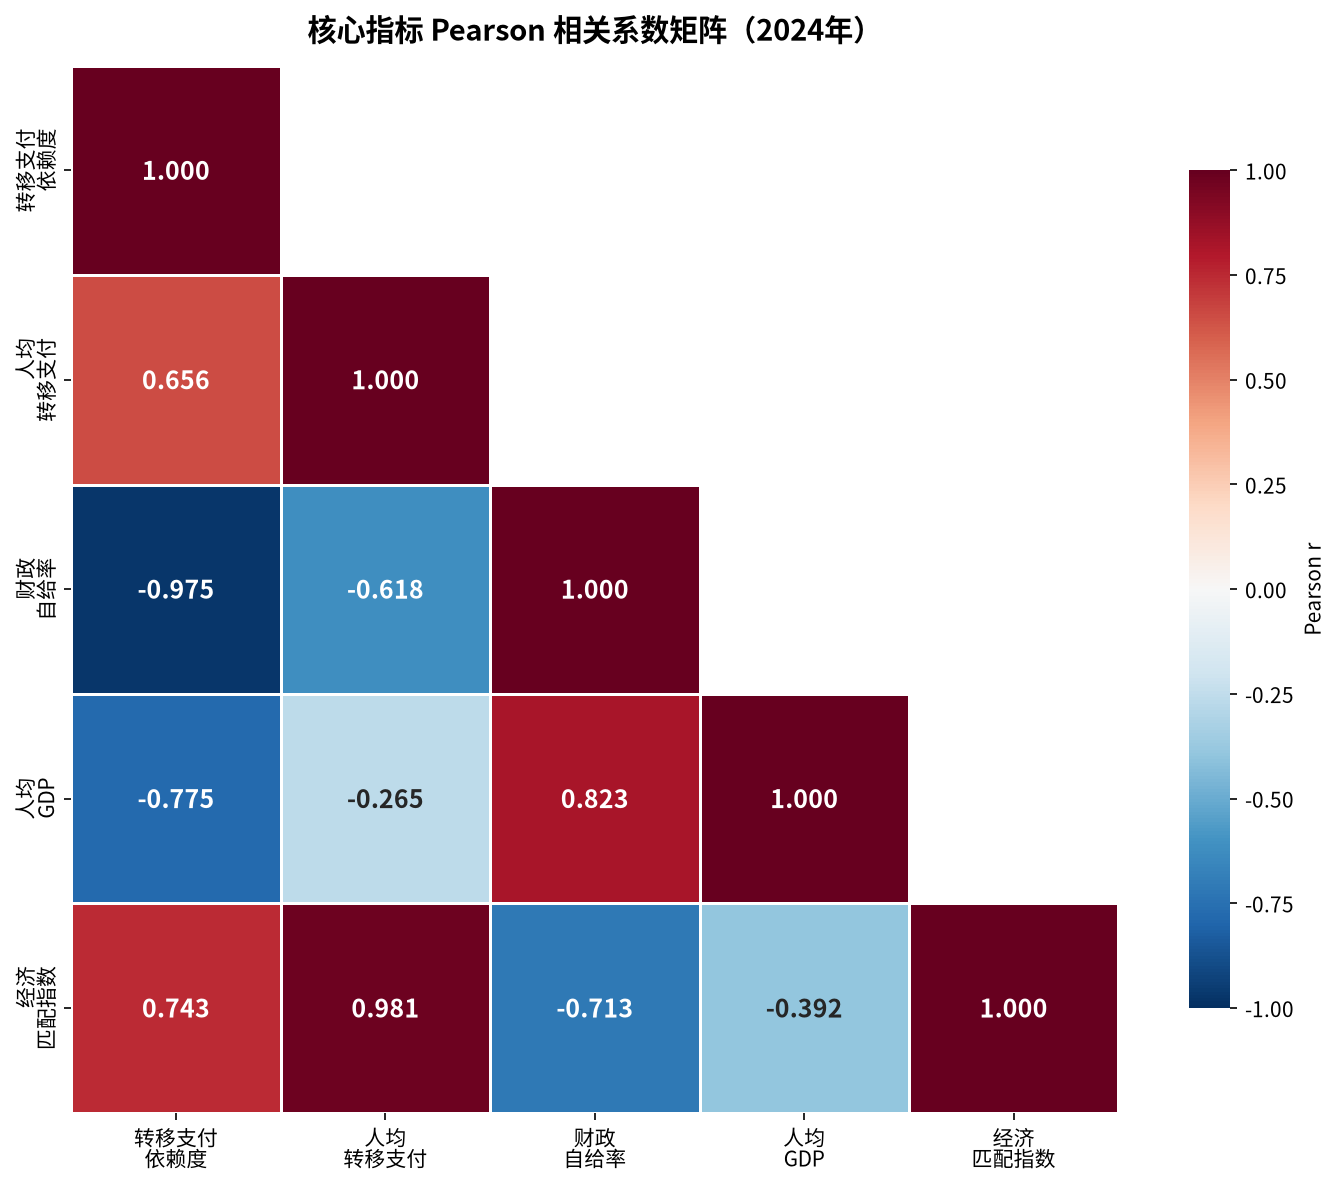 核心指标 Pearson 相关系数矩阵（2024年）
转移支付
依赖度
1.000
人均
转移支付
0.656
1.000
财政
自给率
-0.975
-0.618
1.000
人均
GDP
-0.775
-0.265
0.823
1.000
经济
匹配指数
0.743
0.981
-0.713
-0.392
1.000
转移支付
依赖度
人均
转移支付
财政
自给率
人均
GDP
经济
匹配指数
1.00
0.75
0.50
0.25
0.00
-0.25
-0.50
-0.75
-1.00
Pearson r